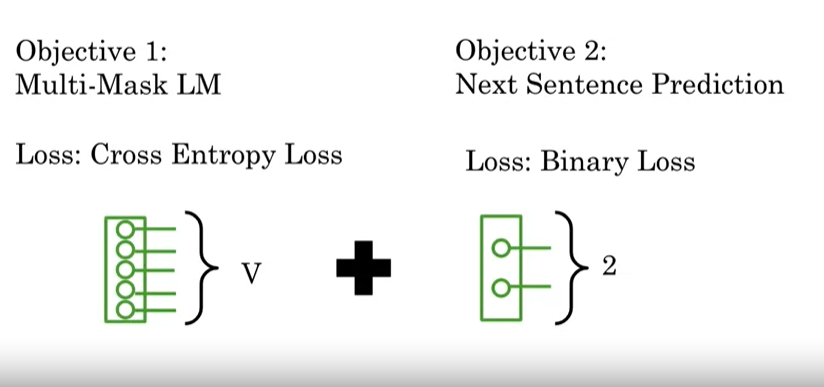 Objective 1:
Multi-Mask LM
Loss: Cross Entropy Loss
V
Objective 2:
Next Sentence Prediction
Loss: Binary Loss
2